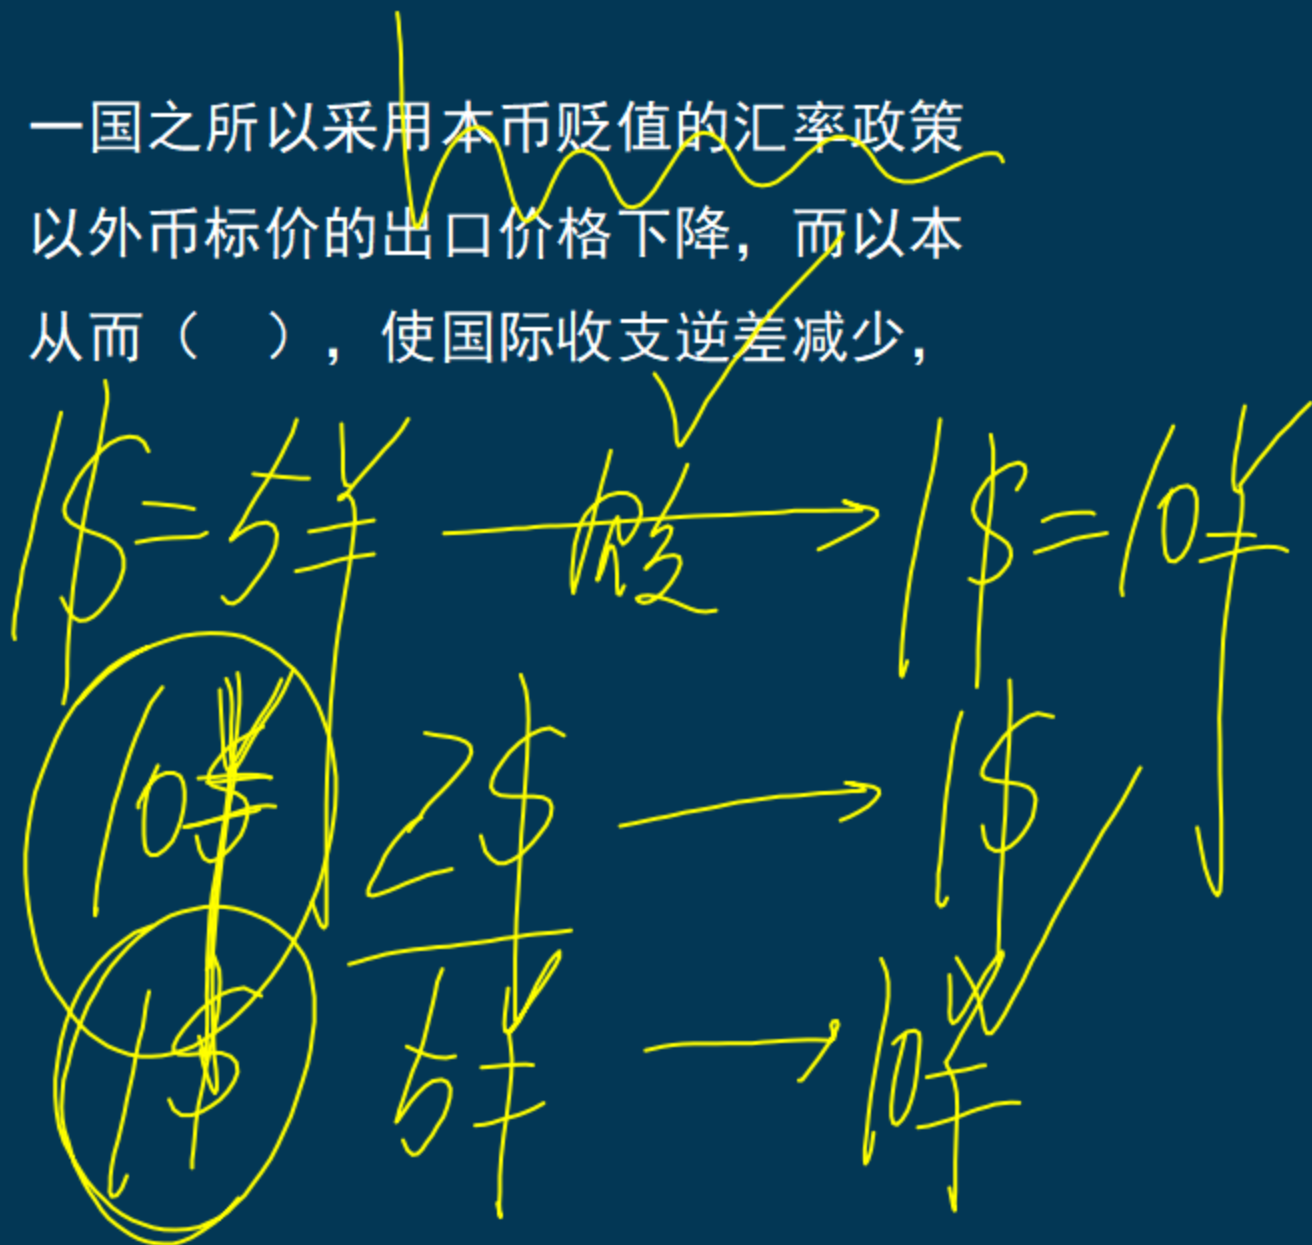 一国之所以采用本币贬值的汇率政策
以外币标价的出口价格下降，而以本
从而（ ），使国际收支逆差减少，
1$=5¥ → 1$=10¥
10¥ 2$ → 1$
1$ 5¥ → 10¥